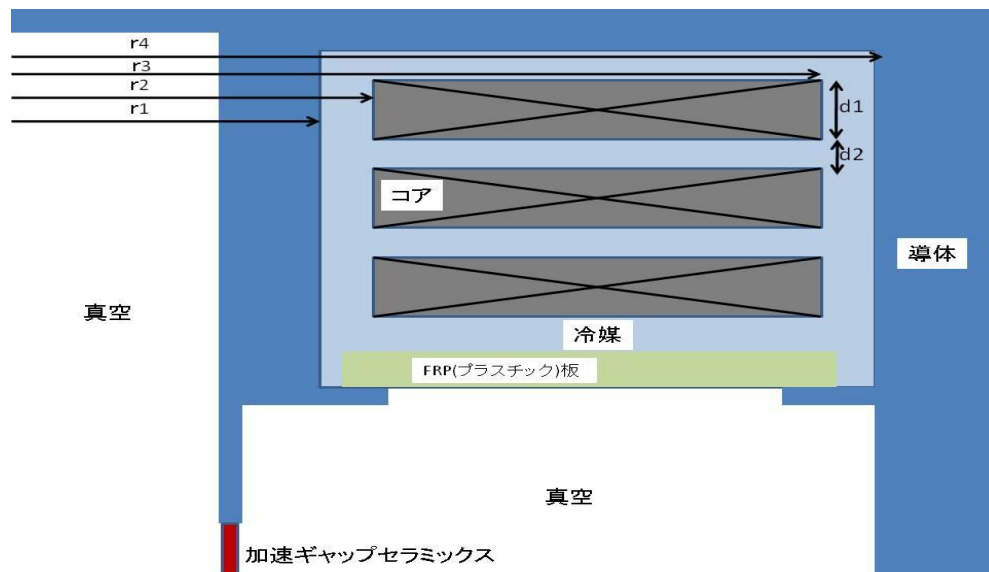 r4
r3
r2
r1
d1
d2
コア
導体
真空
冷媒
FRP(プラスチック)板
真空
加速ギャップセラミックス